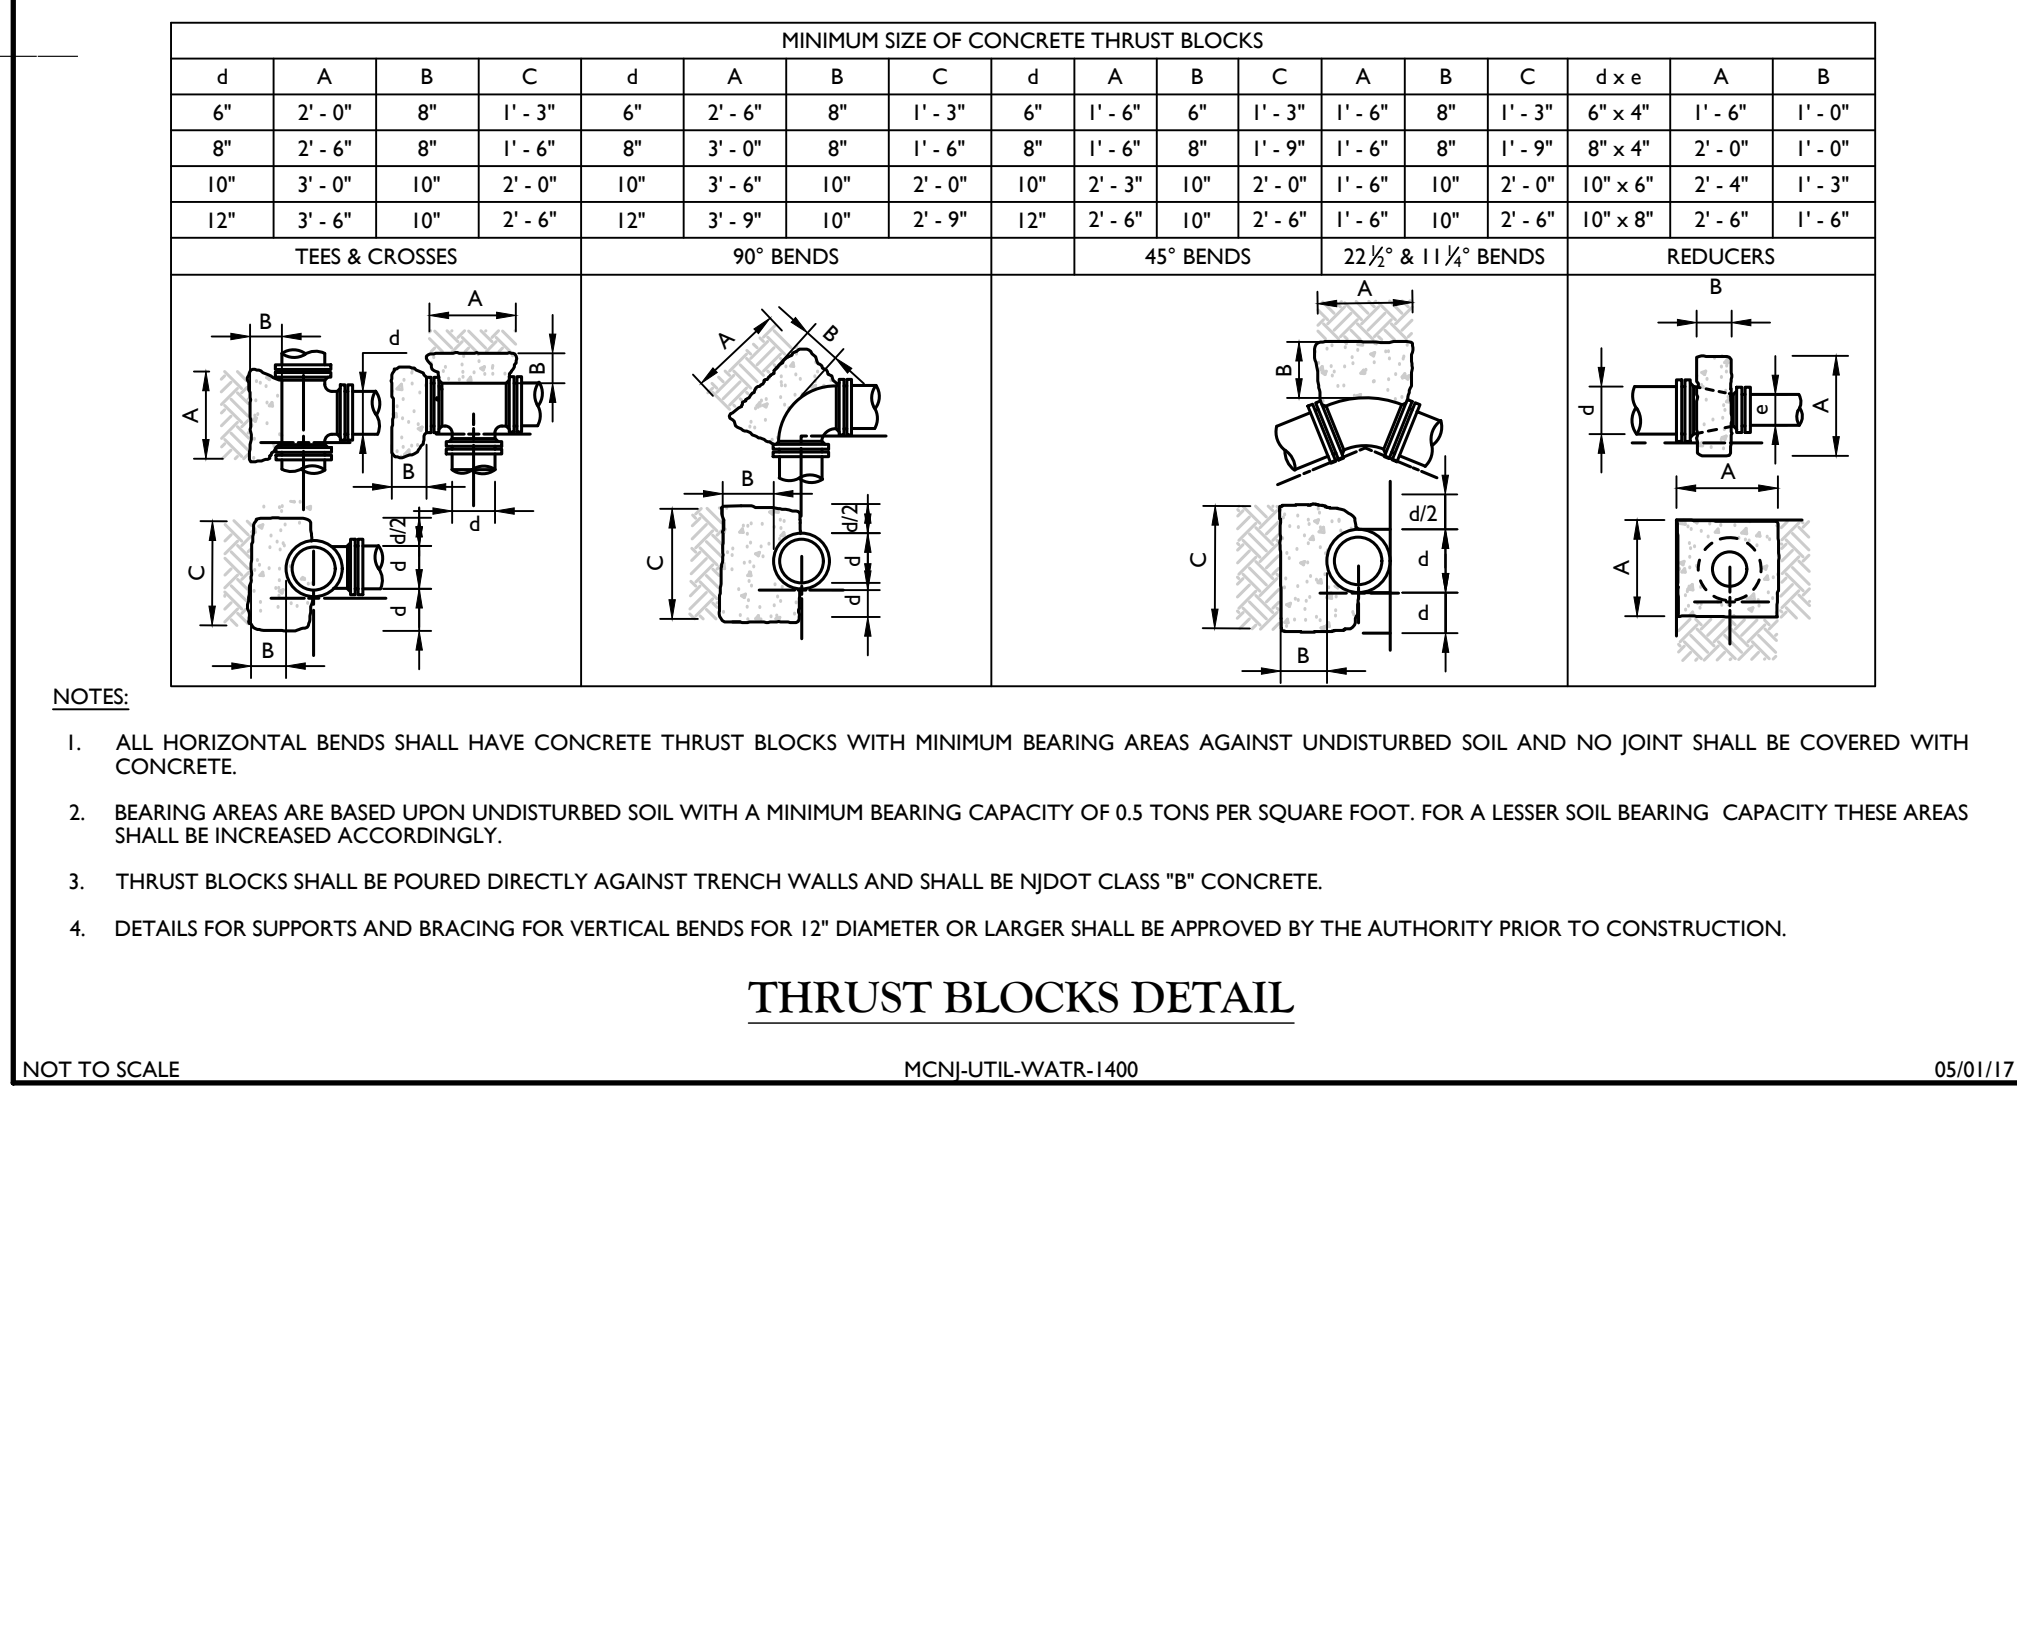 MINIMUM SIZE OF CONCRETE THRUST BLOCKS
d A B C d A B C d A B C A B C d x e A B
6" 2' - 0" 8" 1' - 3" 6" 2' - 6" 8" 1' - 3" 6" 1' - 6" 6" 1' - 3" 1' - 6" 8" 1' - 3" 6" x 4" 1' - 6" 1' - 0"
8" 2' - 6" 8" 1' - 6" 8" 3' - 0" 8" 1' - 6" 8" 1' - 6" 8" 1' - 9" 1' - 6" 8" 1' - 9" 8" x 4" 2' - 0" 1' - 0"
10" 3' - 0" 10" 2' - 0" 10" 3' - 6" 10" 2' - 0" 10" 2' - 3" 10" 2' - 0" 1' - 6" 10" 2' - 0" 10" x 6" 2' - 4" 1' - 3"
12" 3' - 6" 10" 2' - 6" 12" 3' - 9" 10" 2' - 9" 12" 2' - 6" 10" 2' - 6" 1' - 6" 10" 2' - 6" 10" x 8" 2' - 6" 1' - 6"
TEES & CROSSES 90° BENDS 45° BENDS 22 1/2° & 11 1/4° BENDS REDUCERS
B
A
d
A
B
B
d
C
d/2
d
d
B
A
B
B
C
d/2
d
d
A
B
C
d/2
d
d
B
B
d
e
A
A
A
NOTES:
1. ALL HORIZONTAL BENDS SHALL HAVE CONCRETE THRUST BLOCKS WITH MINIMUM BEARING AREAS AGAINST UNDISTURBED SOIL AND NO JOINT SHALL BE COVERED WITH
CONCRETE.
2. BEARING AREAS ARE BASED UPON UNDISTURBED SOIL WITH A MINIMUM BEARING CAPACITY OF 0.5 TONS PER SQUARE FOOT. FOR A LESSER SOIL BEARING CAPACITY THESE AREAS
SHALL BE INCREASED ACCORDINGLY.
3. THRUST BLOCKS SHALL BE POURED DIRECTLY AGAINST TRENCH WALLS AND SHALL BE NJDOT CLASS "B" CONCRETE.
4. DETAILS FOR SUPPORTS AND BRACING FOR VERTICAL BENDS FOR 12" DIAMETER OR LARGER SHALL BE APPROVED BY THE AUTHORITY PRIOR TO CONSTRUCTION.
THRUST BLOCKS DETAIL
NOT TO SCALE MCNJ-UTIL-WATR-1400 05/01/17